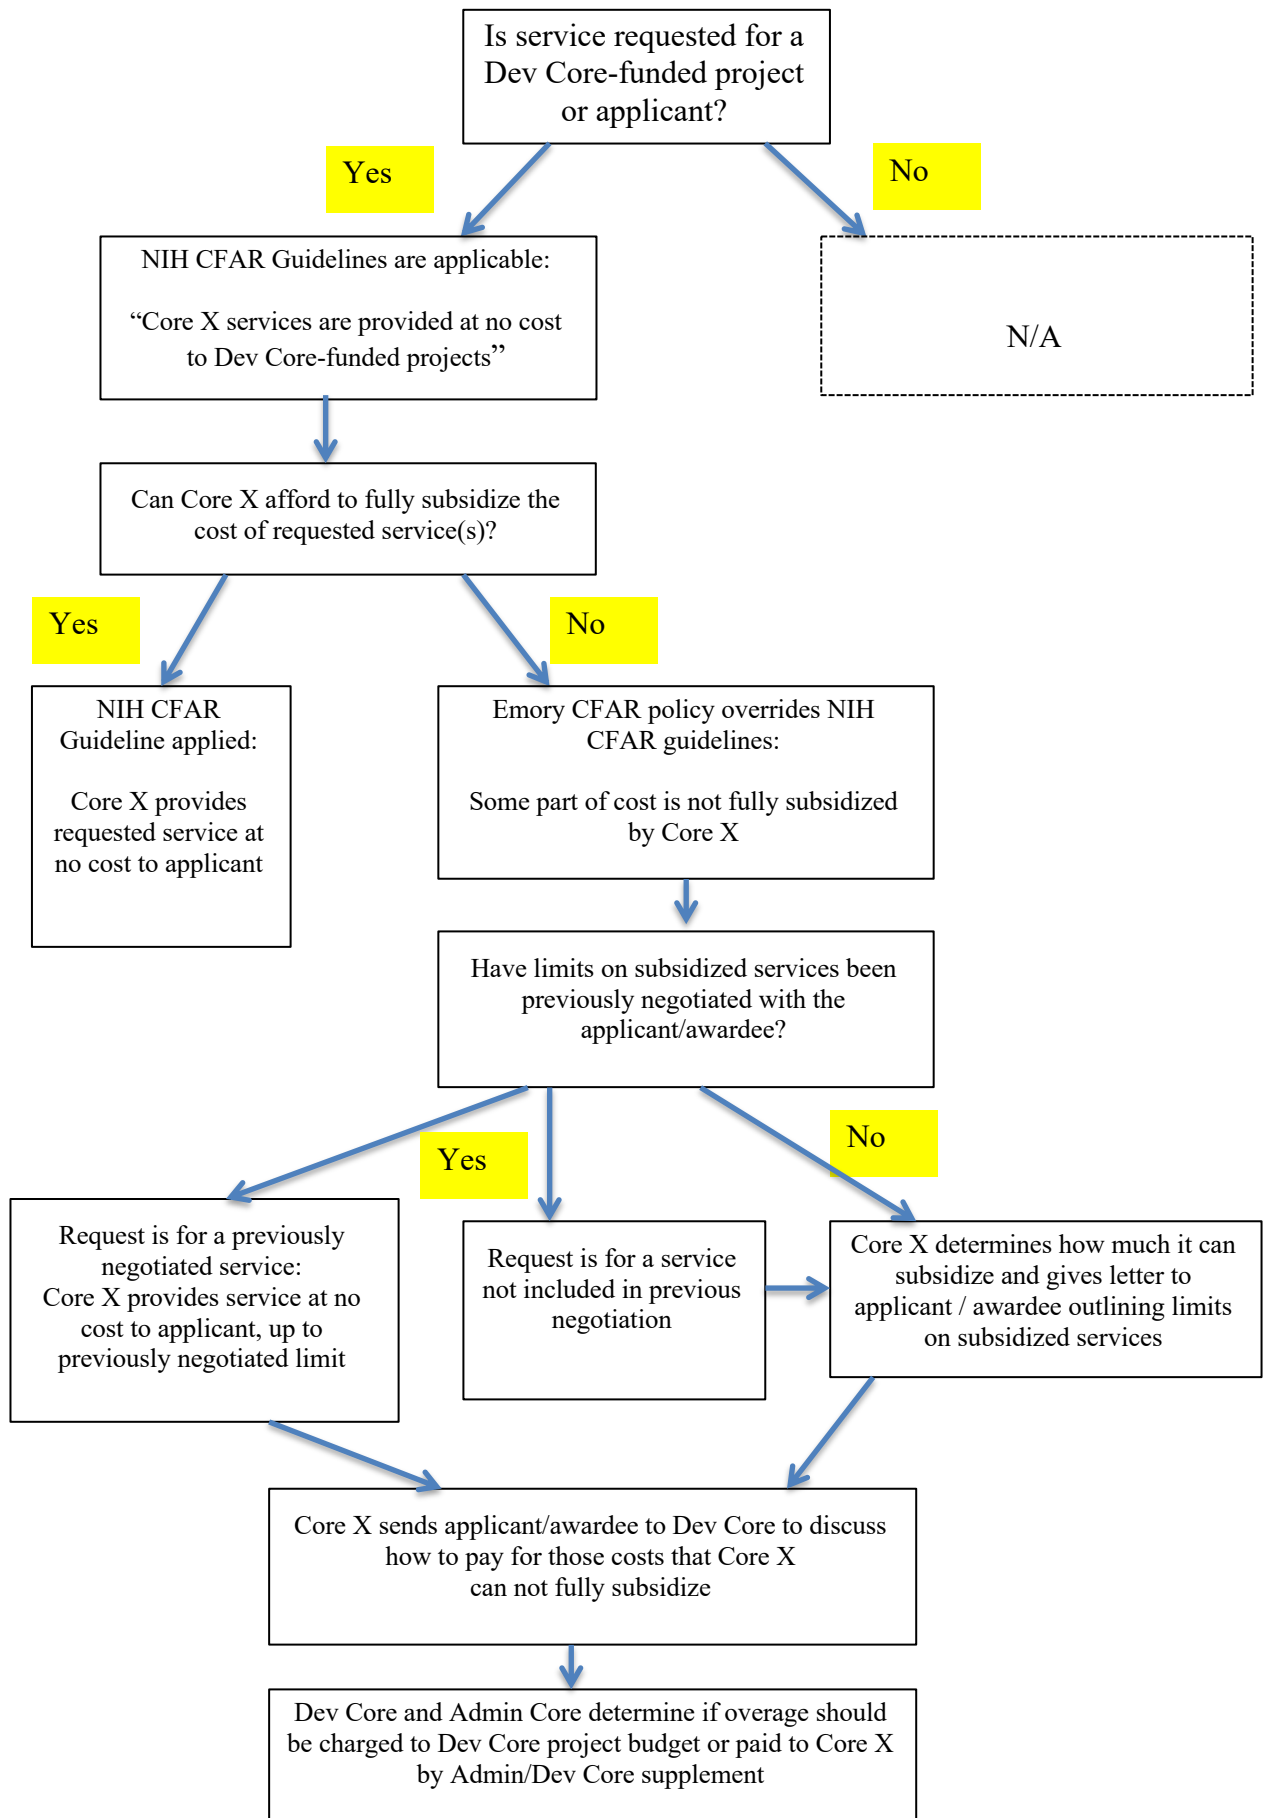 Is service requested for a
Dev Core-funded project
or applicant?
Yes
No
NIH CFAR Guidelines are applicable:
“Core X services are provided at no cost
to Dev Core-funded projects”
N/A
Can Core X afford to fully subsidize the
cost of requested service(s)?
Yes
No
NIH CFAR
Guideline applied:
Core X provides
requested service at
no cost to applicant
Emory CFAR policy overrides NIH
CFAR guidelines:
Some part of cost is not fully subsidized
by Core X
Have limits on subsidized services been
previously negotiated with the
applicant/awardee?
Yes
No
Request is for a previously
negotiated service:
Core X provides service at no
cost to applicant, up to
previously negotiated limit
Request is for a service
not included in previous
negotiation
Core X determines how much it can
subsidize and gives letter to
applicant / awardee outlining limits
on subsidized services
Core X sends applicant/awardee to Dev Core to discuss
how to pay for those costs that Core X
can not fully subsidize
Dev Core and Admin Core determine if overage should
be charged to Dev Core project budget or paid to Core X
by Admin/Dev Core supplement